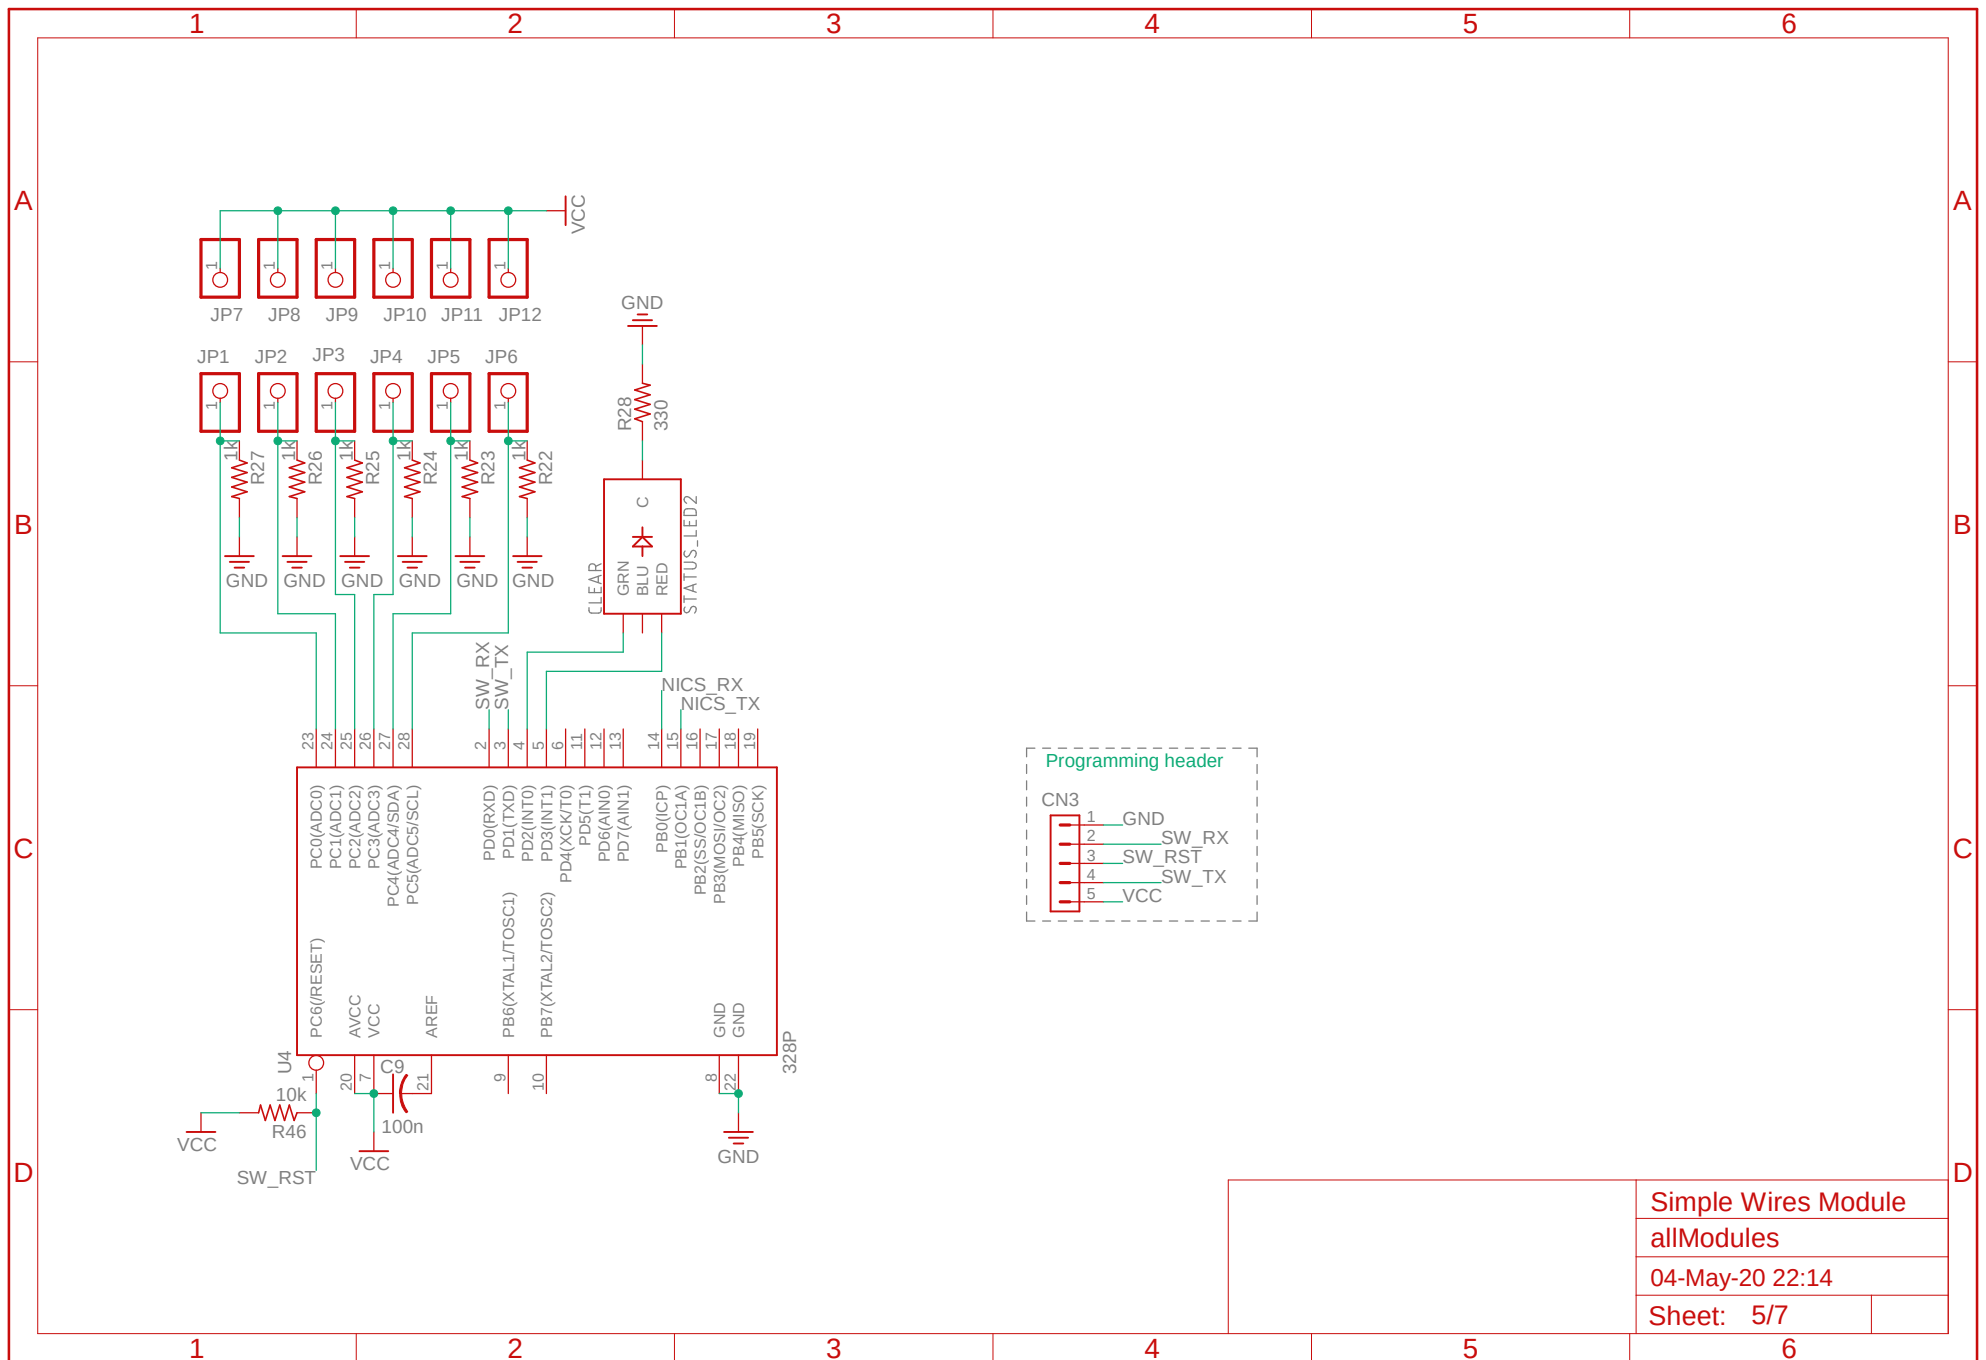 1 2 3 4 5 6
A A
VCC
1 1 1 1 1 1
JP7 JP8 JP9 JP10 JP11 JP12
GND
JP1 JP2 JP3 JP4 JP5 JP6
1 1 1 1 1 1
R28 330
1k 1k 1k 1k 1k 1k
R27 R26 R25 R24 R23 R22
B B
C
STATUS_LED2
CLEAR
GRN BLU RED
GND GND GND GND GND GND
SW_RX
SW_TX
NICS_RX
NICS_TX
23 24 25 26 27 28 2 3 4 5 6 11 12 13 14 15 16 17 18 19
PC0(ADC0)
PC1(ADC1)
PC2(ADC2)
PC3(ADC3)
PC4(ADC4/SDA)
PC5(ADC5/SCL)
PD0(RXD)
PD1(TXD)
PD2(INT0)
PD3(INT1)
PD4(XCK/T0)
PD5(T1)
PD6(AIN0)
PD7(AIN1)
PB0(ICP)
PB1(OC1A)
PB2(SS/OC1B)
PB3(MOSI/OC2)
PB4(MISO)
PB5(SCK)
Programming header
CN3
1 GND
2 SW_RX
3 SW_RST
4 SW_TX
5 VCC
C C
PC6(/RESET)
AVCC
VCC
AREF
PB6(XTAL1/TOSC1)
PB7(XTAL2/TOSC2)
GND
GND
U4
328P
1 20 7 21 9 10 8 22
C9
100n
10k
R46
VCC
VCC
GND
SW_RST
D D
Simple Wires Module
allModules
04-May-20 22:14
Sheet: 5/7
1 2 3 4 5 6